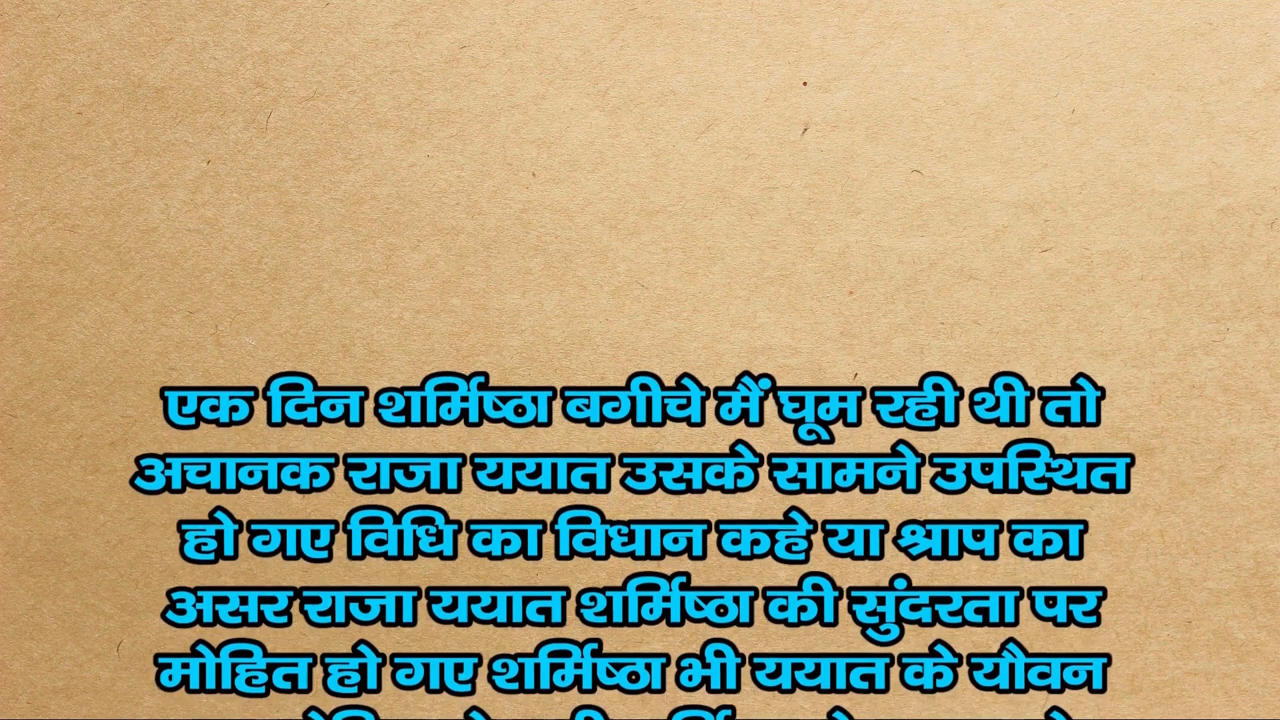 एक दिन शर्मिष्ठा बगीचे मैं घूम रही थी तो
अचानक राजा ययात उसके सामने उपस्थित
हो गए विधि का विधान कहे या श्राप का
असर राजा ययात शर्मिष्ठा की सुंदरता पर
मोहित हो गए शर्मिष्ठा भी ययात के यौवन